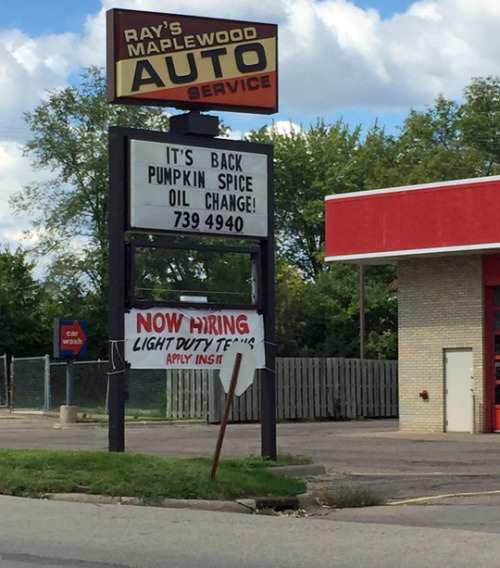 RAY'S
MAPLEWOOD
AUTO
SERVICE
IT'S BACK
PUMPKIN SPICE
OIL CHANGE!
739 4940
NOW HIRING
LIGHT DUTY
APPLY
car
wash